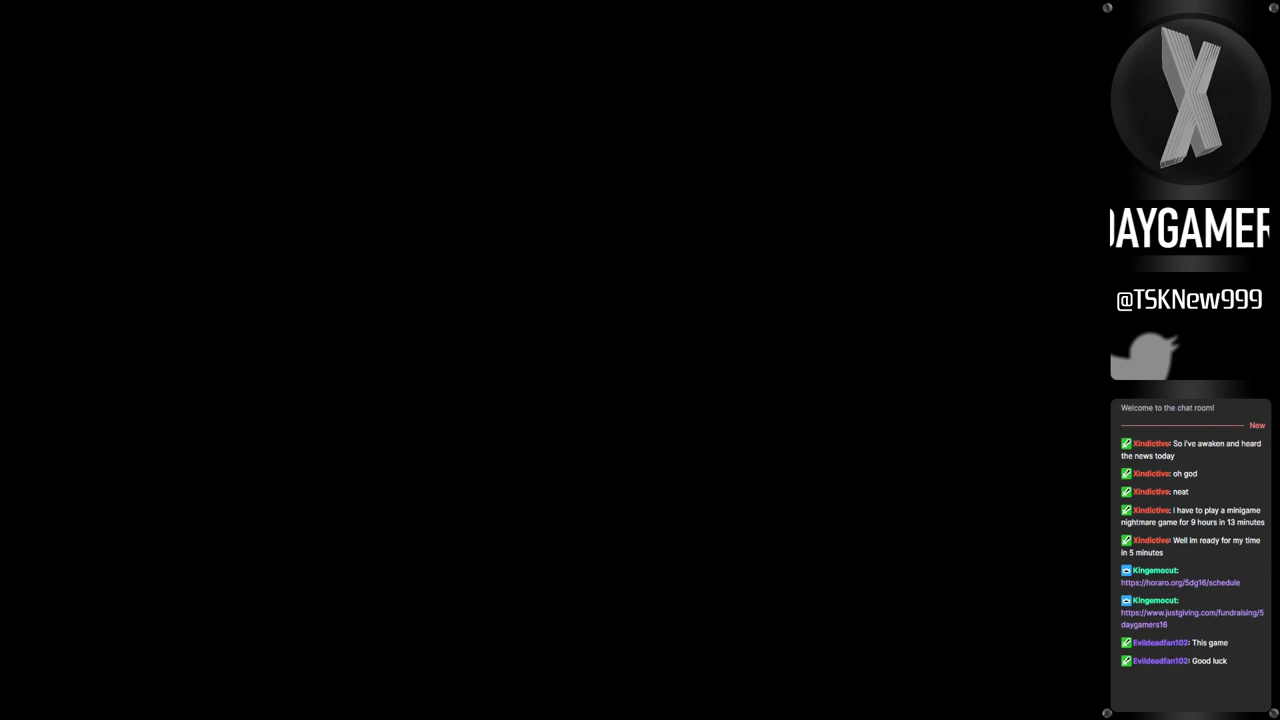 X
DAYGAMER
@TSKNew999
Welcome to the chat room!
New
Xindictive: So i've awaken and heard
the news today
Xindictive: oh god
Xindictive: neat
Xindictive: i have to play a minigame
nightmare game for 9 hours in 13 minutes
Xindictive: Well im ready for my time
in 5 minutes
Kingemocut:
https://horaro.org/5dg16/schedule
Kingemocut:
https://www.justgiving.com/fundraising/5
daygamers16
Evildeadfan102: This game
Evildeadfan102: Good luck